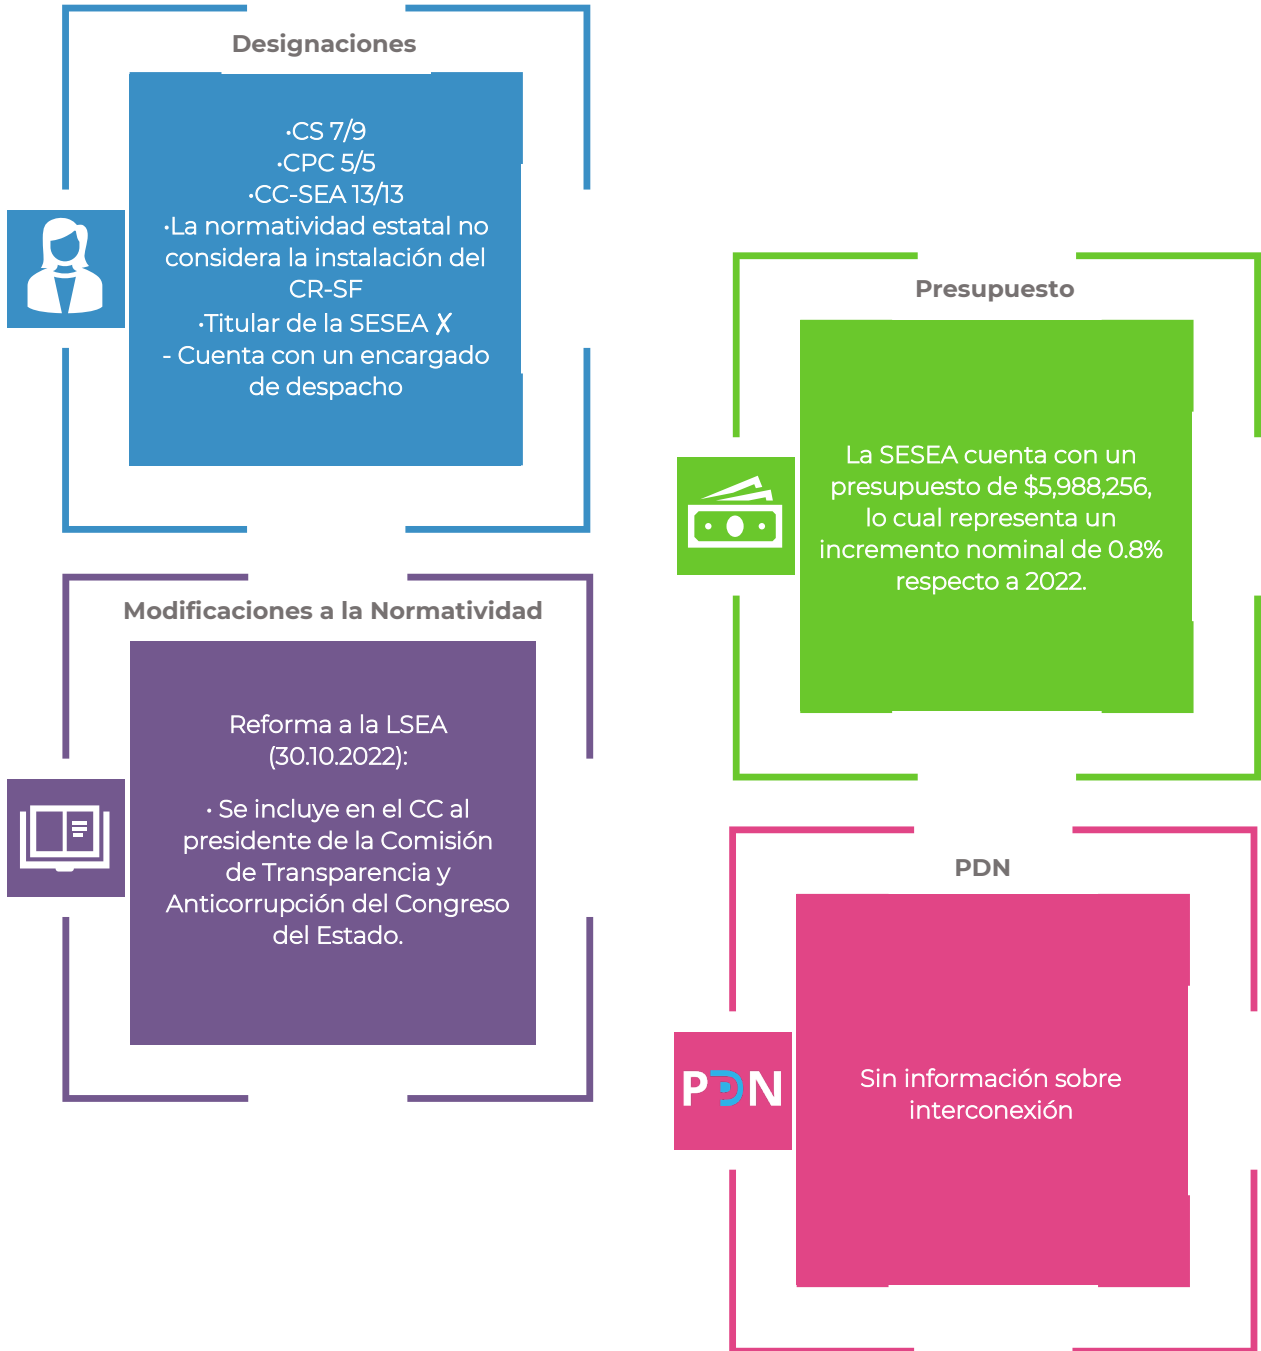 Designaciones
·CS 7/9
·CPC 5/5
·CC-SEA 13/13
·La normatividad estatal no
considera la instalación del
CR-SF
·Titular de la SESEA ✗
- Cuenta con un encargado
de despacho
Presupuesto
La SESEA cuenta con un
presupuesto de $5,988,256,
lo cual representa un
incremento nominal de 0.8%
respecto a 2022.
Modificaciones a la Normatividad
Reforma a la LSEA
(30.10.2022):
· Se incluye en el CC al
presidente de la Comisión
de Transparencia y
Anticorrupción del Congreso
del Estado.
PDN
PDN
Sin información sobre
interconexión